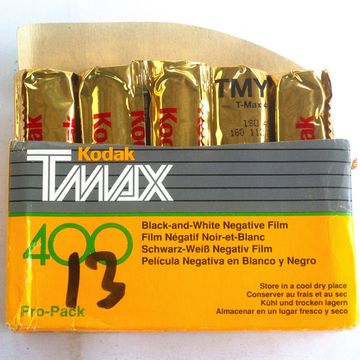 Kodak
Kodak
Kodak
TMY
T-Max 4
Kodak
Kodak
TMAX
400
13
Pro-Pack
Black-and-White Negative Film
Film Négatif Noir-et-Blanc
Schwarz-Weiß Negativ Film
Película Negativa en Blanco y Negro
Store in a cool dry place
Conserver au frais et au sec
Kühl und trocken lagern
Almacenar en un lugar fresco y seco